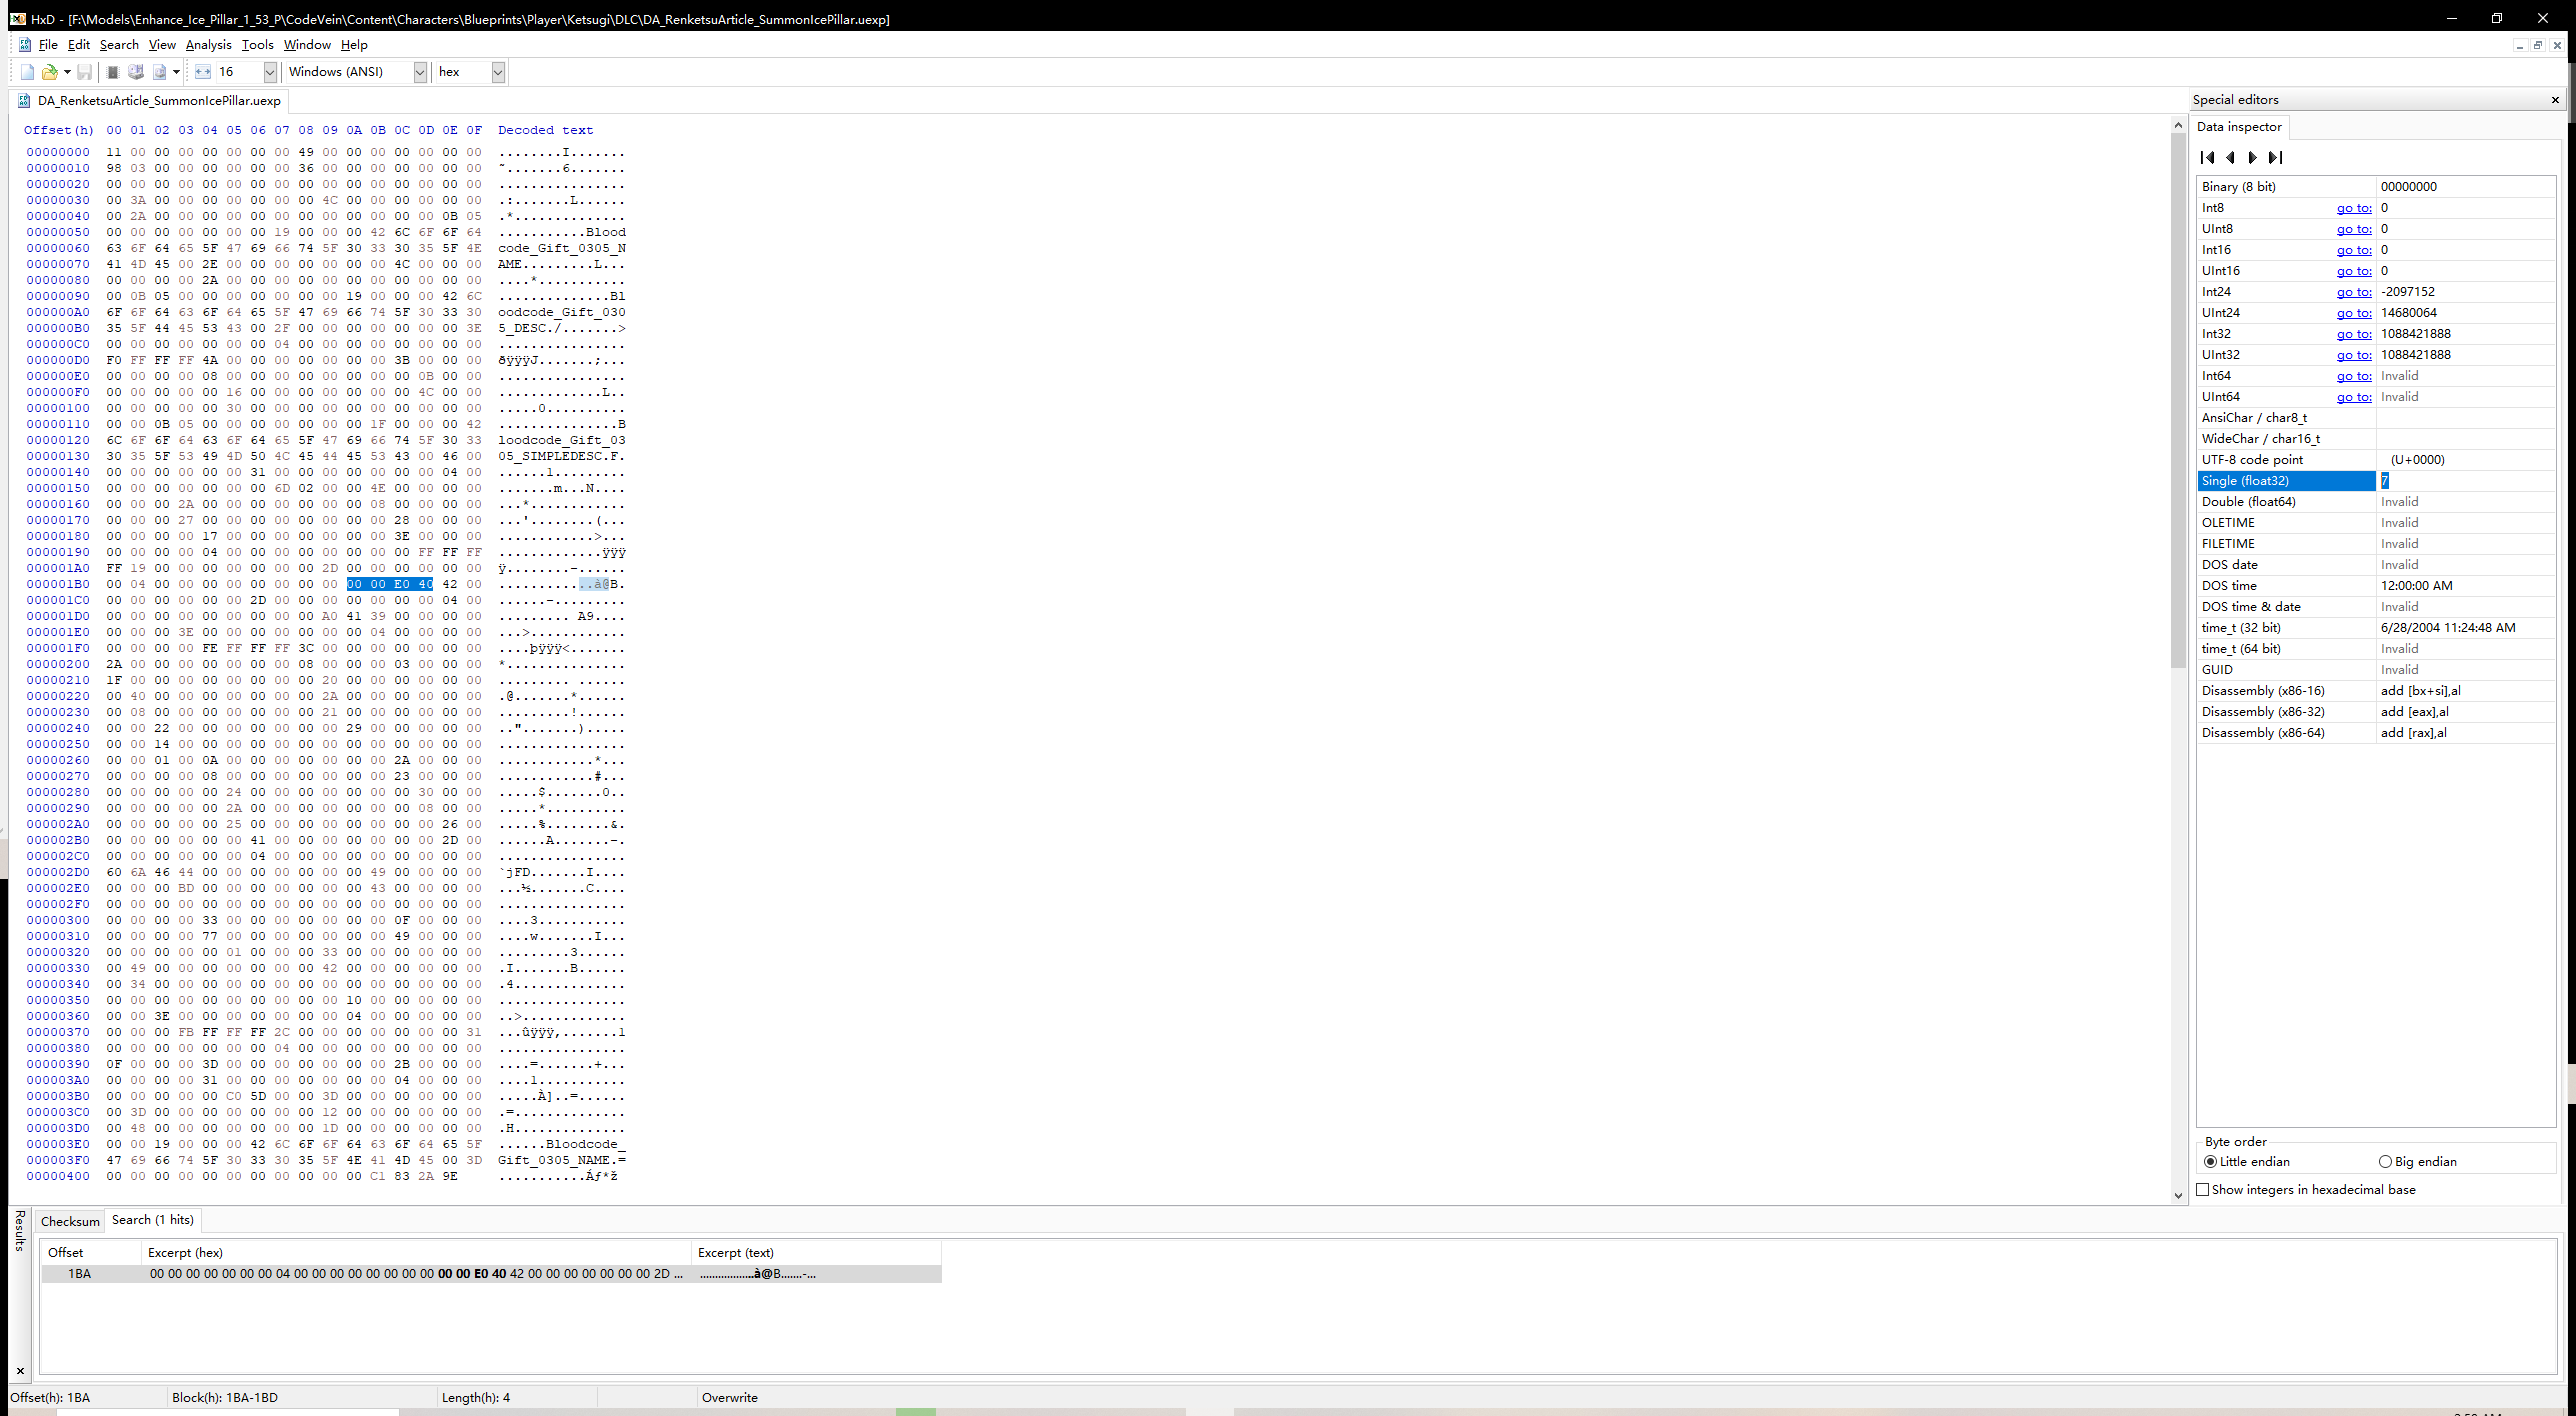 HxD - [F:\Models\Enhance_Ice_Pillar_1_53_P\CodeVein\Content\Characters\Blueprints\Player\Ketsugi\DLC\DA_RenketsuArticle_SummonIcePillar.uexp]
File Edit Search View Analysis Tools Window Help
16 Windows (ANSI) hex
DA_RenketsuArticle_SummonIcePillar.uexp
Offset(h) 00 01 02 03 04 05 06 07 08 09 0A 0B 0C 0D 0E 0F Decoded text
00000000 11 00 00 00 00 00 00 00 49 00 00 00 00 00 00 00 ........I.......
00000010 98 03 00 00 00 00 00 00 36 00 00 00 00 00 00 00 ˜.......6.......
00000020 00 00 00 00 00 00 00 00 00 00 00 00 00 00 00 00 ................
00000030 00 3A 00 00 00 00 00 00 00 4C 00 00 00 00 00 00 .:.......L......
00000040 00 2A 00 00 00 00 00 00 00 00 00 00 00 00 0B 05 .*..............
00000050 00 00 00 00 00 00 00 19 00 00 00 42 6C 6F 6F 64 ...........Blood
00000060 63 6F 64 65 5F 47 69 66 74 5F 30 33 30 35 5F 4E code_Gift_0305_N
00000070 41 4D 45 00 2E 00 00 00 00 00 00 00 4C 00 00 00 AME.........L...
00000080 00 00 00 00 2A 00 00 00 00 00 00 00 00 00 00 00 ....*...........
00000090 00 0B 05 00 00 00 00 00 00 00 19 00 00 00 42 6C ..............Bl
000000A0 6F 6F 64 63 6F 64 65 5F 47 69 66 74 5F 30 33 30 oodcode_Gift_030
000000B0 35 5F 44 45 53 43 00 2F 00 00 00 00 00 00 00 3E 5_DESC./.......>
000000C0 00 00 00 00 00 00 00 04 00 00 00 00 00 00 00 00 ................
000000D0 F0 FF FF FF 4A 00 00 00 00 00 00 00 3B 00 00 00 ðÿÿÿJ.......;...
000000E0 00 00 00 00 08 00 00 00 00 00 00 00 00 0B 00 00 ................
000000F0 00 00 00 00 00 16 00 00 00 00 00 00 00 4C 00 00 .............L..
00000100 00 00 00 00 00 30 00 00 00 00 00 00 00 00 00 00 .....0..........
00000110 00 00 0B 05 00 00 00 00 00 00 00 1F 00 00 00 42 ...............B
00000120 6C 6F 6F 64 63 6F 64 65 5F 47 69 66 74 5F 30 33 loodcode_Gift_03
00000130 30 35 5F 53 49 4D 50 4C 45 44 45 53 43 00 46 00 05_SIMPLEDESC.F.
00000140 00 00 00 00 00 00 31 00 00 00 00 00 00 00 04 00 ......1.........
00000150 00 00 00 00 00 00 00 6D 02 00 00 4E 00 00 00 00 .......m...N....
00000160 00 00 00 2A 00 00 00 00 00 00 00 08 00 00 00 00 ...*............
00000170 00 00 00 27 00 00 00 00 00 00 00 00 28 00 00 00 ...'........(...
00000180 00 00 00 00 17 00 00 00 00 00 00 00 3E 00 00 00 ............>...
00000190 00 00 00 00 04 00 00 00 00 00 00 00 00 FF FF FF .............ÿÿÿ
000001A0 FF 19 00 00 00 00 00 00 00 2D 00 00 00 00 00 00 ÿ........-......
000001B0 00 04 00 00 00 00 00 00 00 00 00 00 E0 40 42 00 ............à@B.
000001C0 00 00 00 00 00 00 2D 00 00 00 00 00 00 00 04 00 ......-.........
000001D0 00 00 00 00 00 00 00 00 00 A0 41 39 00 00 00 00 ......... A9....
000001E0 00 00 00 3E 00 00 00 00 00 00 00 04 00 00 00 00 ...>............
000001F0 00 00 00 00 FE FF FF FF 3C 00 00 00 00 00 00 00 ....þÿÿÿ<.......
00000200 2A 00 00 00 00 00 00 00 08 00 00 00 03 00 00 00 *...............
00000210 1F 00 00 00 00 00 00 00 00 20 00 00 00 00 00 00 ......... ......
00000220 00 40 00 00 00 00 00 00 00 2A 00 00 00 00 00 00 .@.......*......
00000230 00 08 00 00 00 00 00 00 00 21 00 00 00 00 00 00 .........!......
00000240 00 00 22 00 00 00 00 00 00 00 29 00 00 00 00 00 ..".......).....
00000250 00 00 14 00 00 00 00 00 00 00 00 00 00 00 00 00 ................
00000260 00 00 01 00 0A 00 00 00 00 00 00 00 2A 00 00 00 ............*...
00000270 00 00 00 00 08 00 00 00 00 00 00 00 23 00 00 00 ............#...
00000280 00 00 00 00 00 24 00 00 00 00 00 00 00 30 00 00 .....$.......0..
00000290 00 00 00 00 00 2A 00 00 00 00 00 00 00 08 00 00 .....*..........
000002A0 00 00 00 00 00 25 00 00 00 00 00 00 00 00 26 00 .....%........&.
000002B0 00 00 00 00 00 00 41 00 00 00 00 00 00 00 2D 00 ......A.......-.
000002C0 00 00 00 00 00 00 04 00 00 00 00 00 00 00 00 00 ................
000002D0 60 6A 46 44 00 00 00 00 00 00 00 49 00 00 00 00 `jFD.......I....
000002E0 00 00 00 BD 00 00 00 00 00 00 00 43 00 00 00 00 ...½.......C....
000002F0 00 00 00 00 00 00 00 00 00 00 00 00 00 00 00 00 ................
00000300 00 00 00 00 33 00 00 00 00 00 00 00 0F 00 00 00 ....3...........
00000310 00 00 00 00 77 00 00 00 00 00 00 00 49 00 00 00 ....w.......I...
00000320 00 00 00 00 00 01 00 00 00 33 00 00 00 00 00 00 .........3......
00000330 00 49 00 00 00 00 00 00 00 42 00 00 00 00 00 00 .I.......B......
00000340 00 34 00 00 00 00 00 00 00 00 00 00 00 00 00 00 .4..............
00000350 00 00 00 00 00 00 00 00 00 00 10 00 00 00 00 00 ................
00000360 00 00 3E 00 00 00 00 00 00 00 04 00 00 00 00 00 ..>.............
00000370 00 00 00 FB FF FF FF 2C 00 00 00 00 00 00 00 31 ...ûÿÿÿ,.......1
00000380 00 00 00 00 00 00 00 04 00 00 00 00 00 00 00 00 ................
00000390 0F 00 00 00 3D 00 00 00 00 00 00 00 2B 00 00 00 ....=.......+...
000003A0 00 00 00 00 31 00 00 00 00 00 00 00 04 00 00 00 ....1...........
000003B0 00 00 00 00 00 C0 5D 00 00 3D 00 00 00 00 00 00 .....À]..=......
000003C0 00 3D 00 00 00 00 00 00 00 12 00 00 00 00 00 00 .=..............
000003D0 00 48 00 00 00 00 00 00 00 1D 00 00 00 00 00 00 .H..............
000003E0 00 00 19 00 00 00 42 6C 6F 6F 64 63 6F 64 65 5F ......Bloodcode_
000003F0 47 69 66 74 5F 30 33 30 35 5F 4E 41 4D 45 00 3D Gift_0305_NAME.=
00000400 00 00 00 00 00 00 00 00 00 00 00 C1 83 2A 9E ...........Áƒ*ž
Special editors
Data inspector
Binary (8 bit) 00000000
Int8 go to: 0
UInt8 go to: 0
Int16 go to: 0
UInt16 go to: 0
Int24 go to: -2097152
UInt24 go to: 14680064
Int32 go to: 1088421888
UInt32 go to: 1088421888
Int64 go to: Invalid
UInt64 go to: Invalid
AnsiChar / char8_t
WideChar / char16_t
UTF-8 code point (U+0000)
Single (float32) 7
Double (float64) Invalid
OLETIME Invalid
FILETIME Invalid
DOS date Invalid
DOS time 12:00:00 AM
DOS time & date Invalid
time_t (32 bit) 6/28/2004 11:24:48 AM
time_t (64 bit) Invalid
GUID Invalid
Disassembly (x86-16) add [bx+si],al
Disassembly (x86-32) add [eax],al
Disassembly (x86-64) add [rax],al
Byte order
Little endian Big endian
Show integers in hexadecimal base
Results
Checksum Search (1 hits)
Offset Excerpt (hex) Excerpt (text)
1BA 00 00 00 00 00 00 00 04 00 00 00 00 00 00 00 00 00 00 E0 40 42 00 00 00 00 00 00 00 2D ... ..................à@B.......-...
Offset(h): 1BA Block(h): 1BA-1BD Length(h): 4 Overwrite